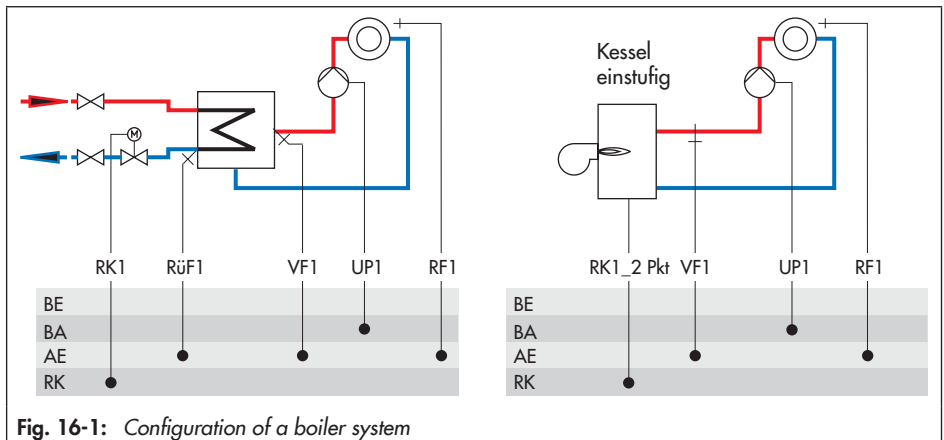 Kessel
einstufig
M
RK1 RüF1 VF1 UP1 RF1
BE
BA
AE
RK
RK1_2 Pkt VF1 UP1 RF1
BE
BA
AE
RK
Fig. 16-1: Configuration of a boiler system